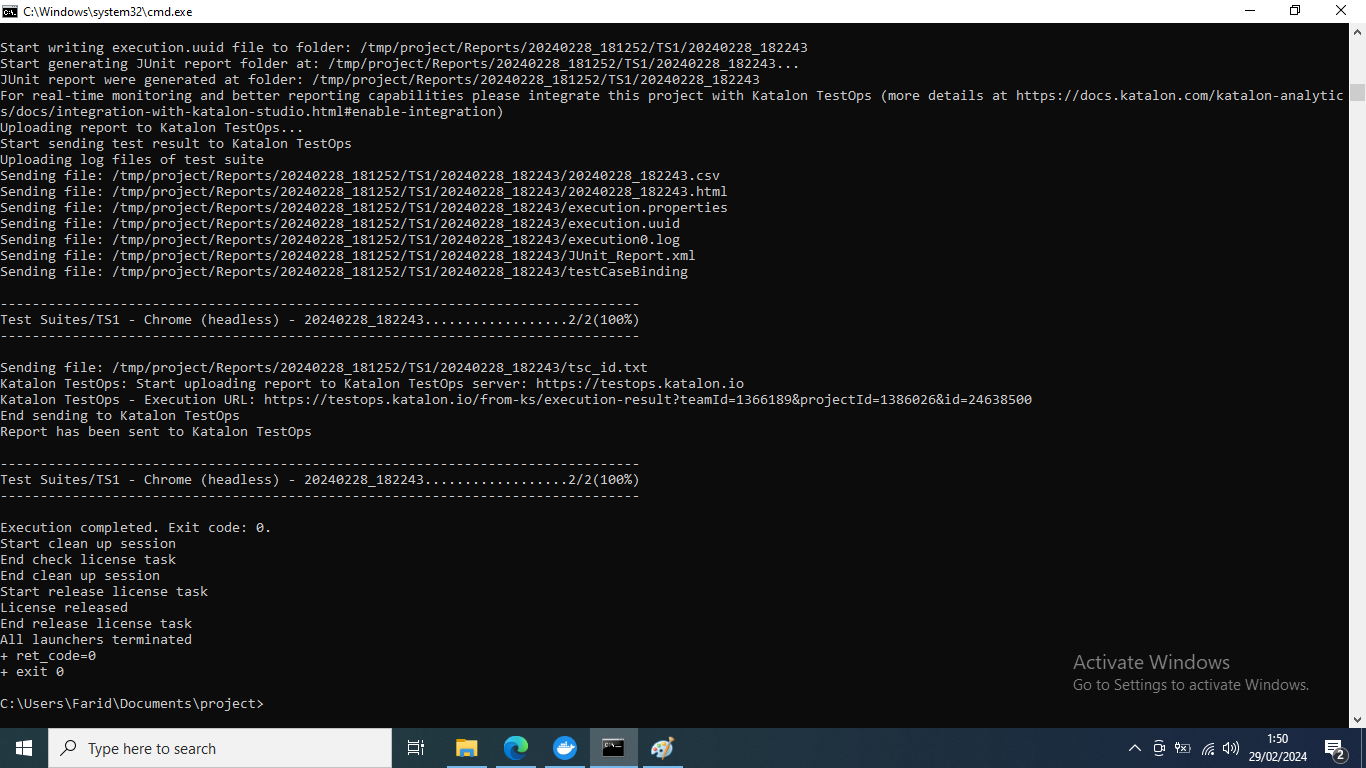 C:\Windows\system32\cmd.exe
Start writing execution.uuid file to folder: /tmp/project/Reports/20240228_181252/TS1/20240228_182243
Start generating JUnit report folder at: /tmp/project/Reports/20240228_181252/TS1/20240228_182243...
JUnit report were generated at folder: /tmp/project/Reports/20240228_181252/TS1/20240228_182243
For real-time monitoring and better reporting capabilities please integrate this project with Katalon TestOps (more details at https://docs.katalon.com/katalon-analytic
s/docs/integration-with-katalon-studio.html#enable-integration)
Uploading report to Katalon TestOps...
Start sending test result to Katalon TestOps
Uploading log files of test suite
Sending file: /tmp/project/Reports/20240228_181252/TS1/20240228_182243/20240228_182243.csv
Sending file: /tmp/project/Reports/20240228_181252/TS1/20240228_182243/20240228_182243.html
Sending file: /tmp/project/Reports/20240228_181252/TS1/20240228_182243/execution.properties
Sending file: /tmp/project/Reports/20240228_181252/TS1/20240228_182243/execution.uuid
Sending file: /tmp/project/Reports/20240228_181252/TS1/20240228_182243/execution0.log
Sending file: /tmp/project/Reports/20240228_181252/TS1/20240228_182243/JUnit_Report.xml
Sending file: /tmp/project/Reports/20240228_181252/TS1/20240228_182243/testCaseBinding
--------------------------------------------------------------------------------
Test Suites/TS1 - Chrome (headless) - 20240228_182243..................2/2(100%)
--------------------------------------------------------------------------------
Sending file: /tmp/project/Reports/20240228_181252/TS1/20240228_182243/tsc_id.txt
Katalon TestOps: Start uploading report to Katalon TestOps server: https://testops.katalon.io
Katalon TestOps - Execution URL: https://testops.katalon.io/from-ks/execution-result?teamId=1366189&projectId=1386026&id=24638500
End sending to Katalon TestOps
Report has been sent to Katalon TestOps
--------------------------------------------------------------------------------
Test Suites/TS1 - Chrome (headless) - 20240228_182243..................2/2(100%)
--------------------------------------------------------------------------------
Execution completed. Exit code: 0.
Start clean up session
End check license task
End clean up session
Start release license task
License released
End release license task
All launchers terminated
+ ret_code=0
+ exit 0
C:\Users\Farid\Documents\project>
Activate Windows
Go to Settings to activate Windows.
Type here to search
1:50
29/02/2024
2